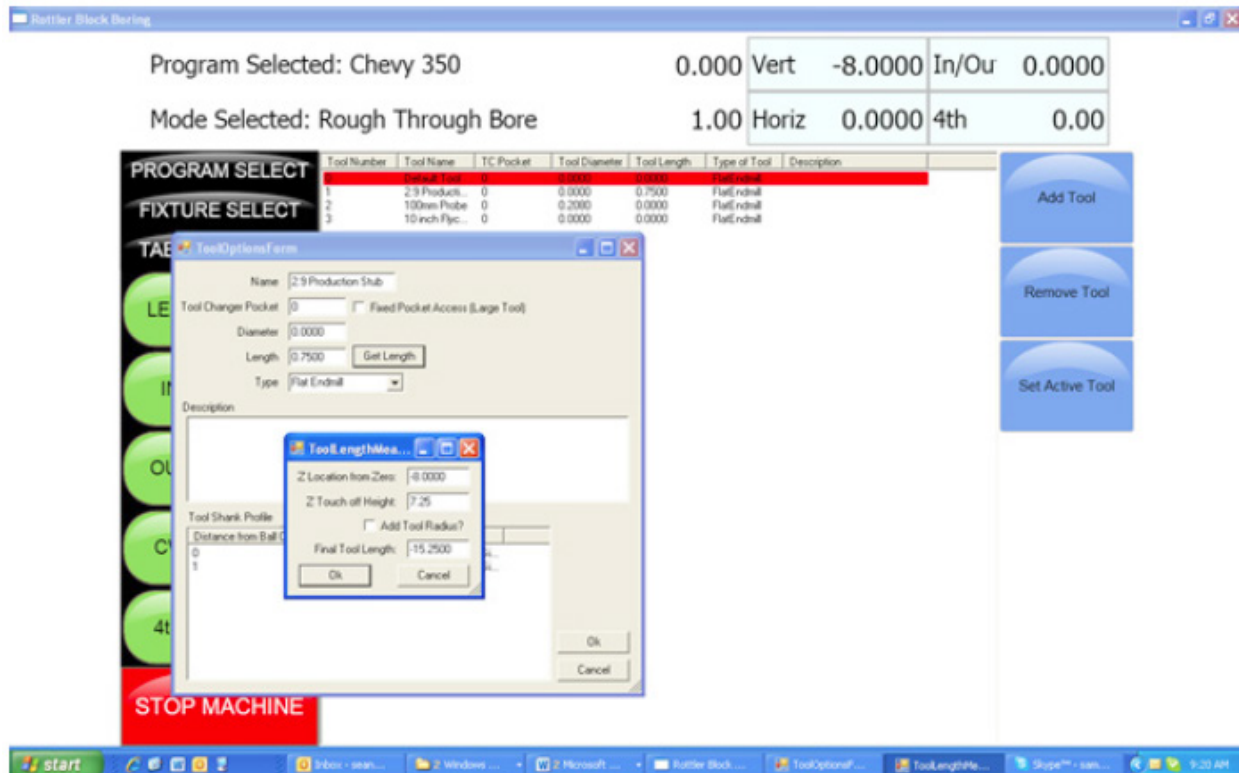 Rottler Block Boring
Program Selected: Chevy 350
0.000 Vert -8.0000 In/Ou 0.0000
Mode Selected: Rough Through Bore
1.00 Horiz 0.0000 4th 0.00
PROGRAM SELECT
FIXTURE SELECT
TAB
Tool Number Tool Name TC Pocket Tool Diameter Tool Length Type of Tool Description
0 Default Tool 0 0.0000 0.0000 FlatEndmill
1 2.9 Producti... 0 0.0000 0.7500 FlatEndmill
2 100mm Probe 0 0.2000 0.0000 FlatEndmill
3 10 inch Flyc... 0 0.0000 0.0000 FlatEndmill
Add Tool
Remove Tool
Set Active Tool
LE
OU
4t
STOP MACHINE
ToolOptionsForm
Name 2.9 Production Stub
Tool Changer Pocket 0 Fixed Pocket Access (Large Tool)
Diameter 0.0000
Length 0.7500 Get Length
Type Flat Endmill
Description
Tool Shank Profile
Distance from Ball
0
1
Ok
Cancel
ToolLengthMea...
Z Location from Zero: -8.0000
Z Touch off Height: 7.25
Add Tool Radius?
Final Tool Length: -15.2500
Ok Cancel
start
Inbox - sean...
2 Windows ...
2 Microsoft ...
Rottler Block ...
ToolOptionsF...
ToolLengthMe...
Skype™ - sam...
9:20 AM